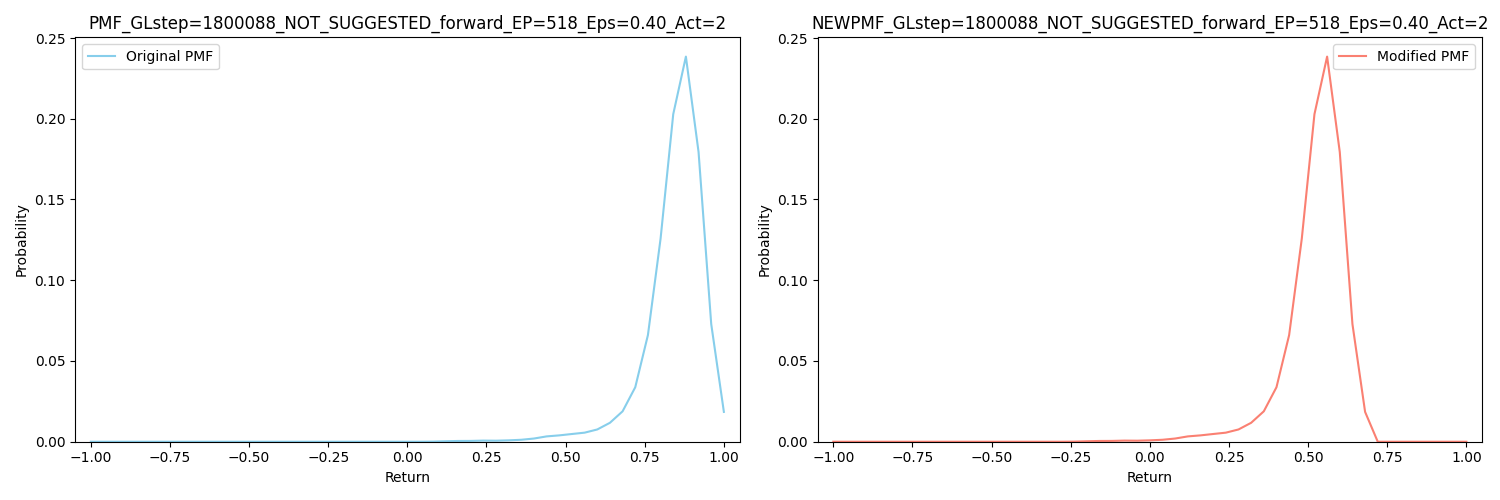 PMF_GLstep=1800088_NOT_SUGGESTED_forward_EP=518_Eps=0.40_Act=2
Original PMF
Probability
0.25
0.20
0.15
0.10
0.05
0.00
−1.00 −0.75 −0.50 −0.25 0.00 0.25 0.50 0.75 1.00
Return
NEWPMF_GLstep=1800088_NOT_SUGGESTED_forward_EP=518_Eps=0.40_Act=2
Modified PMF
Probability
0.25
0.20
0.15
0.10
0.05
0.00
−1.00 −0.75 −0.50 −0.25 0.00 0.25 0.50 0.75 1.00
Return